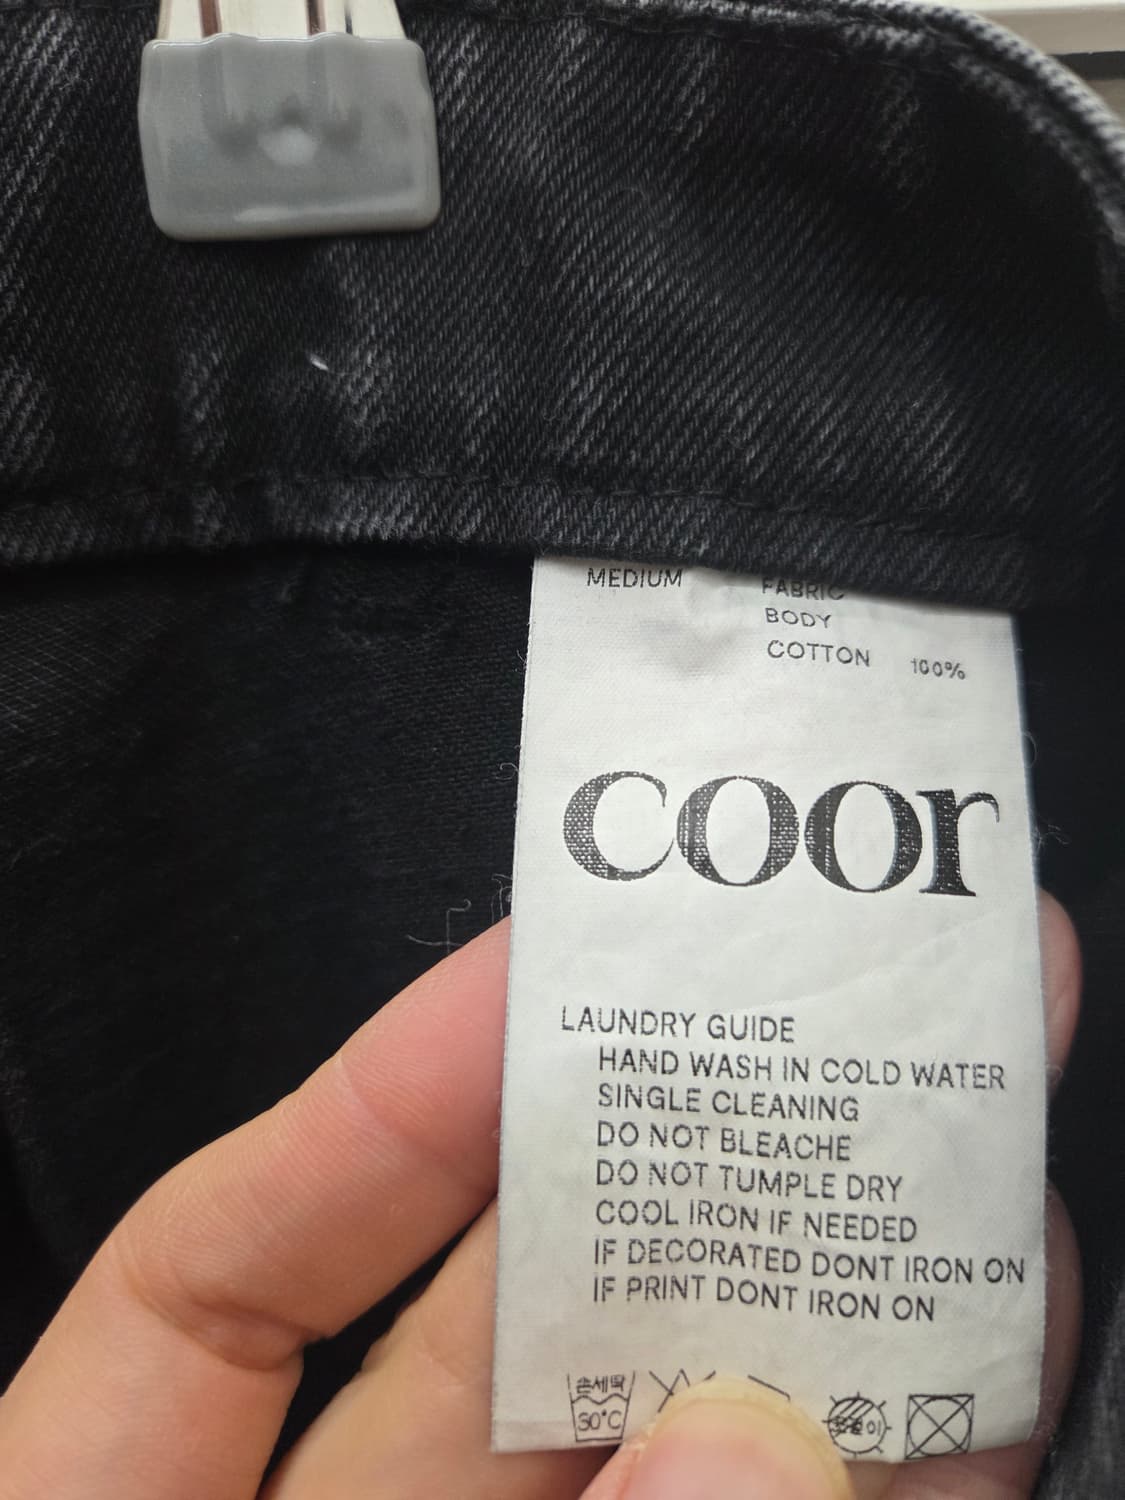 MEDIUM
FABRIC
BODY
COTTON 100%
coor
LAUNDRY GUIDE
HAND WASH IN COLD WATER
SINGLE CLEANING
DO NOT BLEACHE
DO NOT TUMPLE DRY
COOL IRON IF NEEDED
IF DECORATED DONT IRON ON
IF PRINT DONT IRON ON
손세탁
30°C